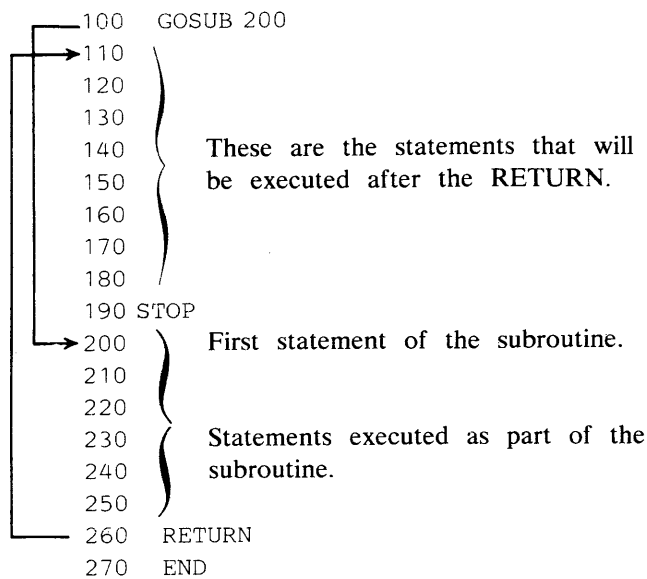 100 GOSUB 200
110
120
130
140 These are the statements that will
150 be executed after the RETURN.
160
170
180
190 STOP
200 First statement of the subroutine.
210
220
230 Statements executed as part of the
240 subroutine.
250
260 RETURN
270 END